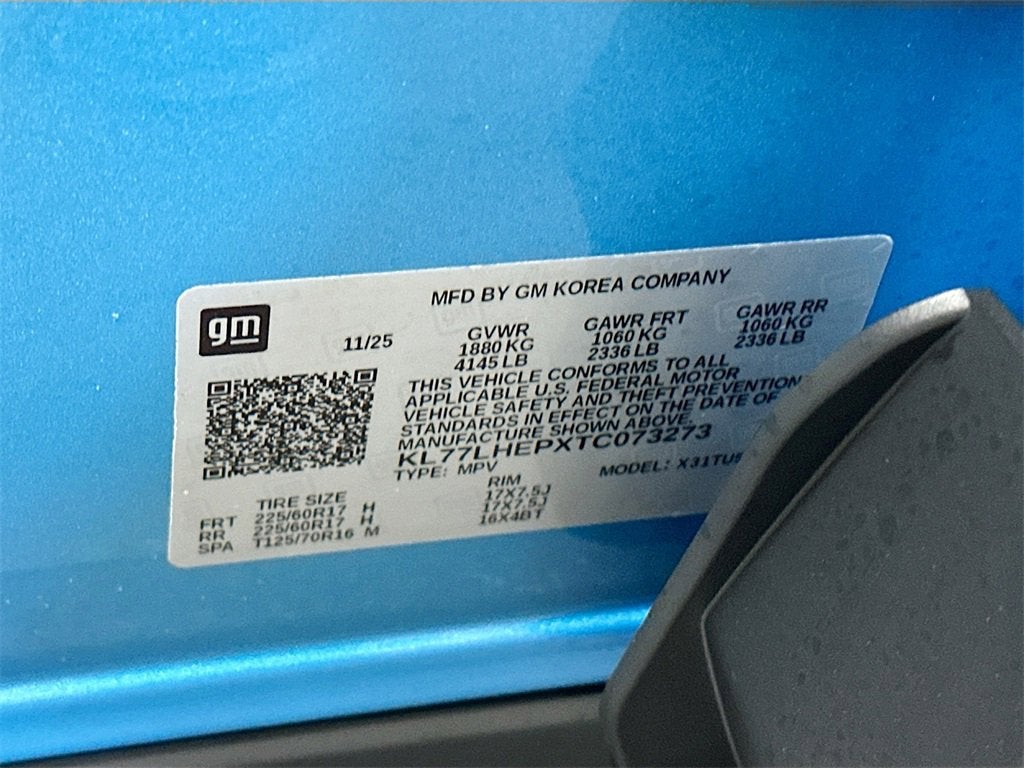 MFD BY GM KOREA COMPANY
gm
11/25
GVWR
1880 KG
4145 LB
GAWR FRT
1060 KG
2336 LB
GAWR RR
1060 KG
2336 LB
THIS VEHICLE CONFORMS TO ALL
APPLICABLE U.S. FEDERAL MOTOR
VEHICLE SAFETY AND THEFT PREVENTION
STANDARDS IN EFFECT ON THE DATE OF
MANUFACTURE SHOWN ABOVE.
KL77LHEPXTC073273
TYPE: MPV MODEL:
TIRE SIZE RIM
FRT 225/60R17 H 17X7.5J
RR 225/60R17 H 17X7.5J
SPA T125/70R16 M 16X4BT